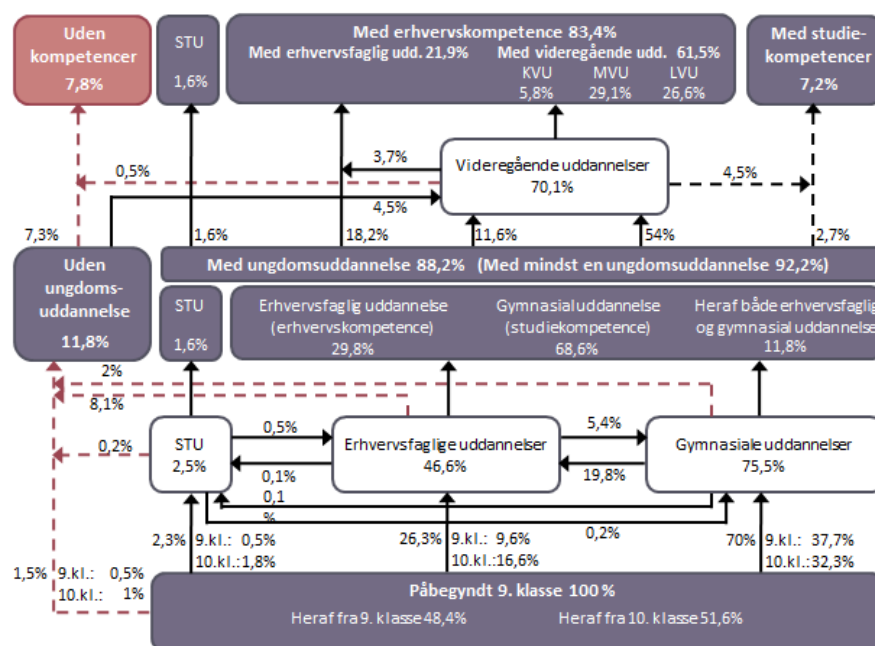 Uden
kompetencer
7,8%
STU
1,6%
Med erhvervskompetence 83,4%
Med erhvervsfaglig udd. 21,9%
Med videregående udd. 61,5%
KVU
MVU
LVU
5,8%
29,1%
26,6%
Med studie-
kompetencer
7,2%
0,5%
3,7%
Videregående uddannelser
70,1%
4,5%
4,5%
7,3%
1,6%
18,2%
11,6%
54%
2,7%
Uden
ungdoms-
uddannelse
11,8%
Med ungdomsuddannelse 88,2% (Med mindst en ungdomsuddannelse 92,2%)
STU
1,6%
Erhvervsfaglig uddannelse
(erhvervskompetence)
29,8%
Gymnasial uddannelse
(studiekompetence)
68,6%
Heraf både erhvervsfaglig
og gymnasial uddannelse
11,8%
2%
8,1%
0,2%
STU
2,5%
0,5%
0,1%
Erhvervsfaglige uddannelser
46,6%
5,4%
19,8%
Gymnasiale uddannelser
75,5%
0,1
%
0,2%
2,3%
9.kl.: 0,5%
10.kl.:1,8%
26,3%
9.kl.: 9,6%
10.kl.:16,6%
70%
9.kl.: 37,7%
10.kl.:32,3%
1,5%
9.kl.: 0,5%
10.kl.: 1%
Påbegyndt 9. klasse 100 %
Heraf fra 9. klasse 48,4%
Heraf fra 10. klasse 51,6%